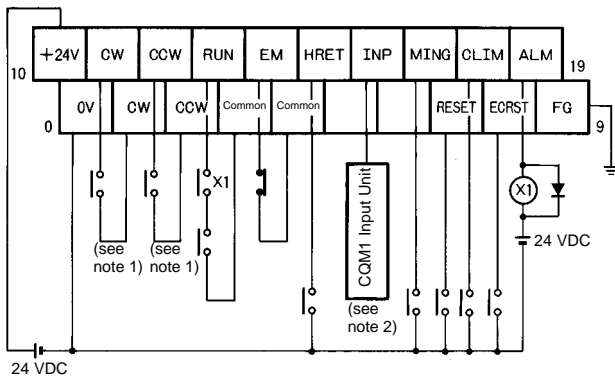 +24V CW CCW RUN EM HRET INP MING CLIM ALM
10 19
0V CW CCW Common Common RESET ECRST FG
0 9
X1
X1
CQM1 Input Unit
24 VDC
(see note 1)
(see note 1)
(see note 2)
24 VDC